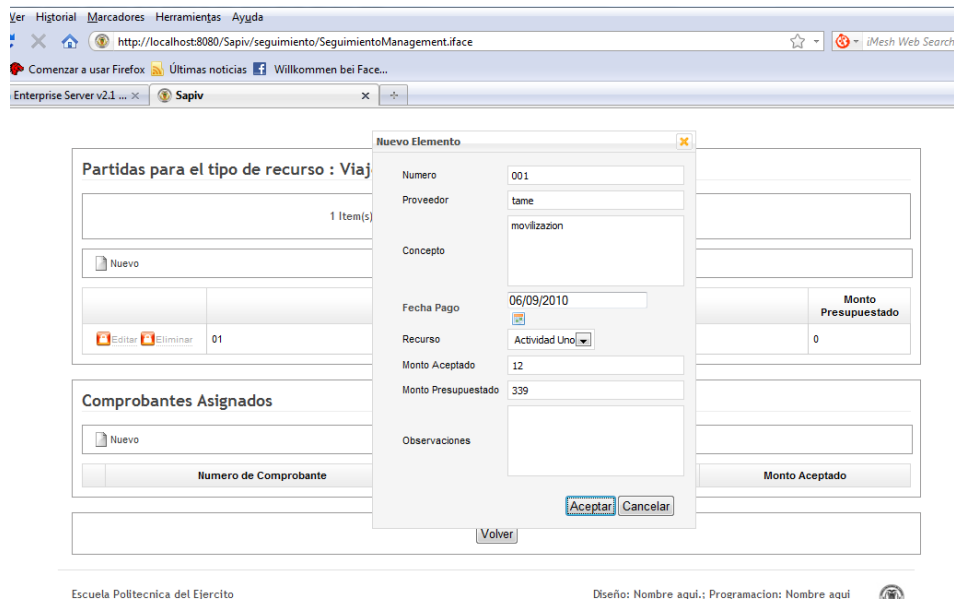 Ver Historial Marcadores Herramientas Ayuda
http://localhost:8080/Sapiv/seguimiento/SeguimientoManagement.iface
iMesh Web Search
Comenzar a usar Firefox Últimas noticias Willkommen bei Face...
Enterprise Server v2.1 ... Sapiv
Nuevo Elemento
Partidas para el tipo de recurso : Viaj
1 Item(s)
Nuevo
Monto
Presupuestado
Editar Eliminar 01 0
Numero 001
Proveedor tame
Concepto movilizazion
Fecha Pago 06/09/2010
Recurso Actividad Uno
Monto Aceptado 12
Monto Presupuestado 339
Observaciones
Aceptar Cancelar
Comprobantes Asignados
Nuevo
Numero de Comprobante Monto Aceptado
Volver
Escuela Politecnica del Ejercito Diseño: Nombre aqui.; Programacion: Nombre aqui